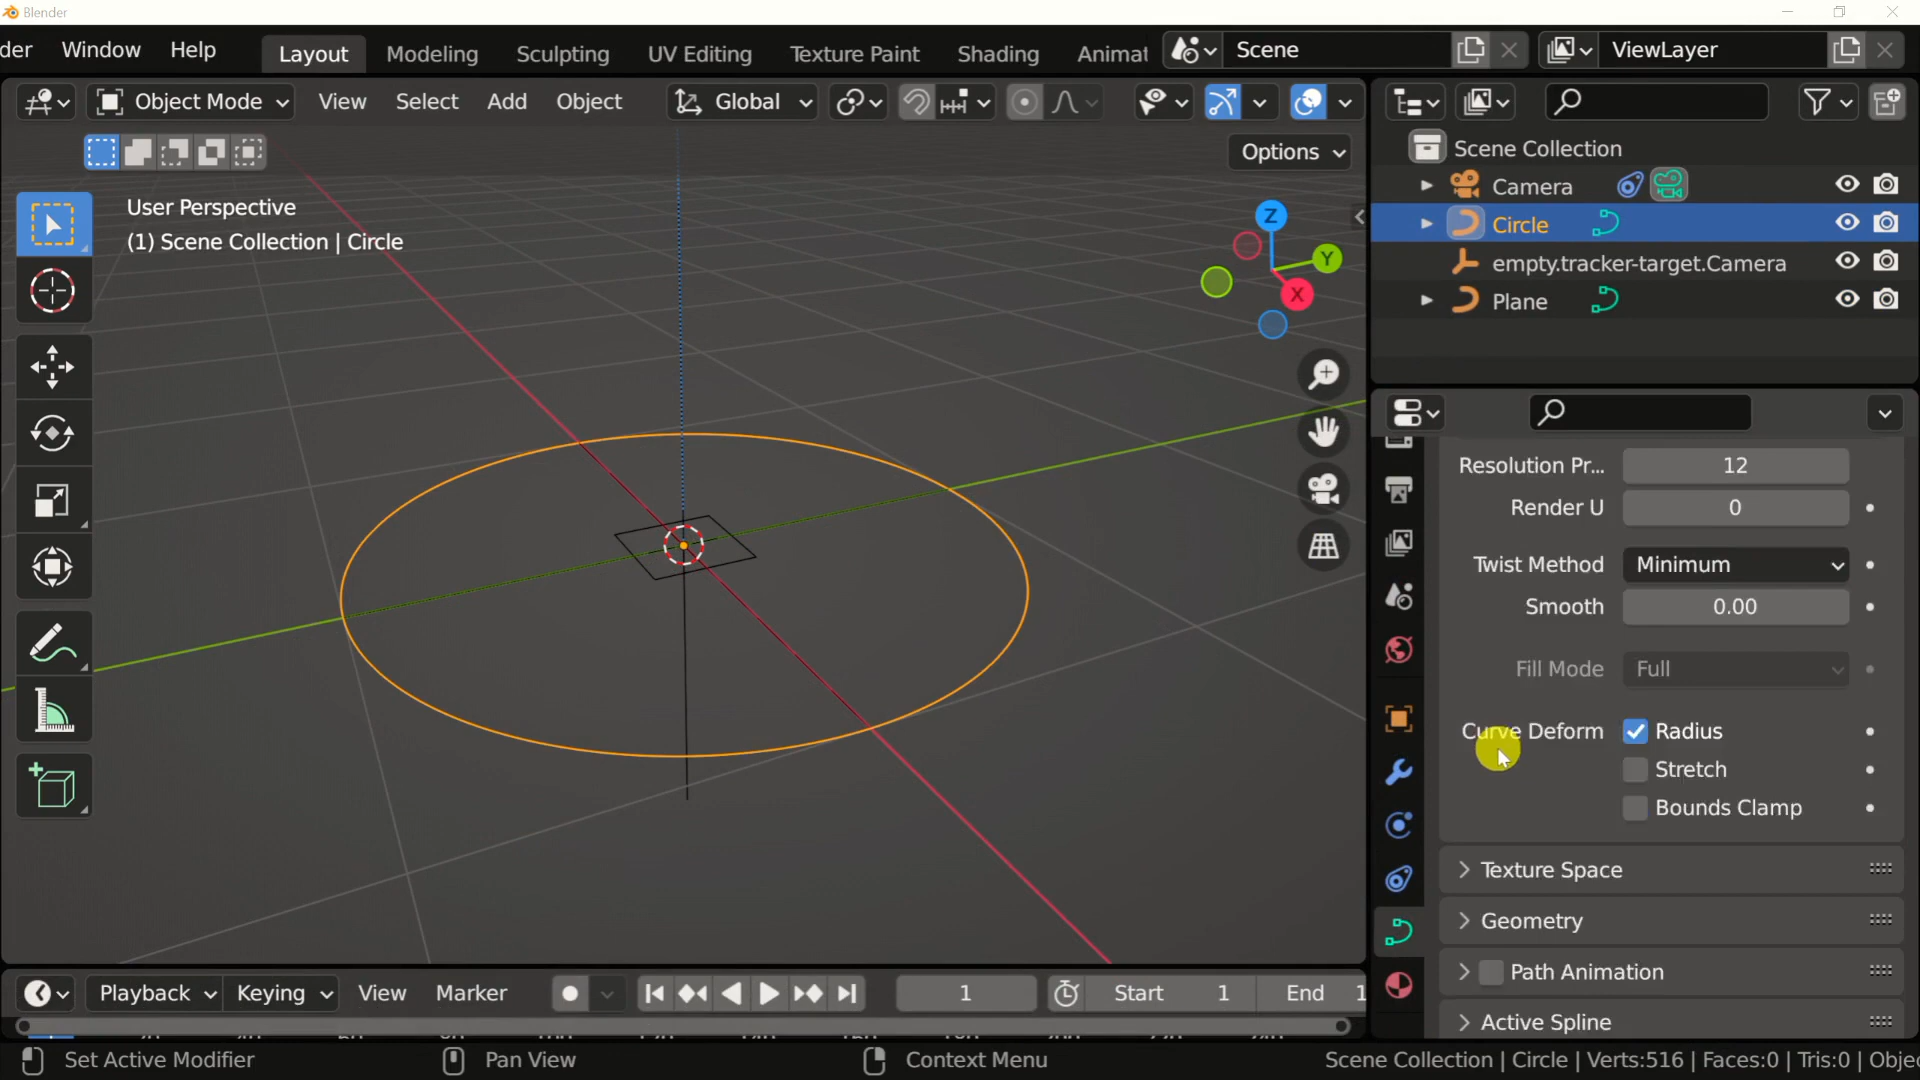 Blender
der Window Help Layout Modeling Sculpting UV Editing Texture Paint Shading Animat Scene ViewLayer
Object Mode View Select Add Object Global
Options
User Perspective
(1) Scene Collection | Circle
Z
Y
X
Scene Collection
Camera
Circle
empty.tracker-target.Camera
Plane
Resolution Pr... 12
Render U 0
Twist Method Minimum
Smooth 0.00
Fill Mode Full
Curve Deform Radius
Stretch
Bounds Clamp
Texture Space
Geometry
Path Animation
Active Spline
Playback Keying View Marker 1 Start 1 End 1
Set Active Modifier Pan View Context Menu Scene Collection | Circle | Verts:516 | Faces:0 | Tris:0 | Obje